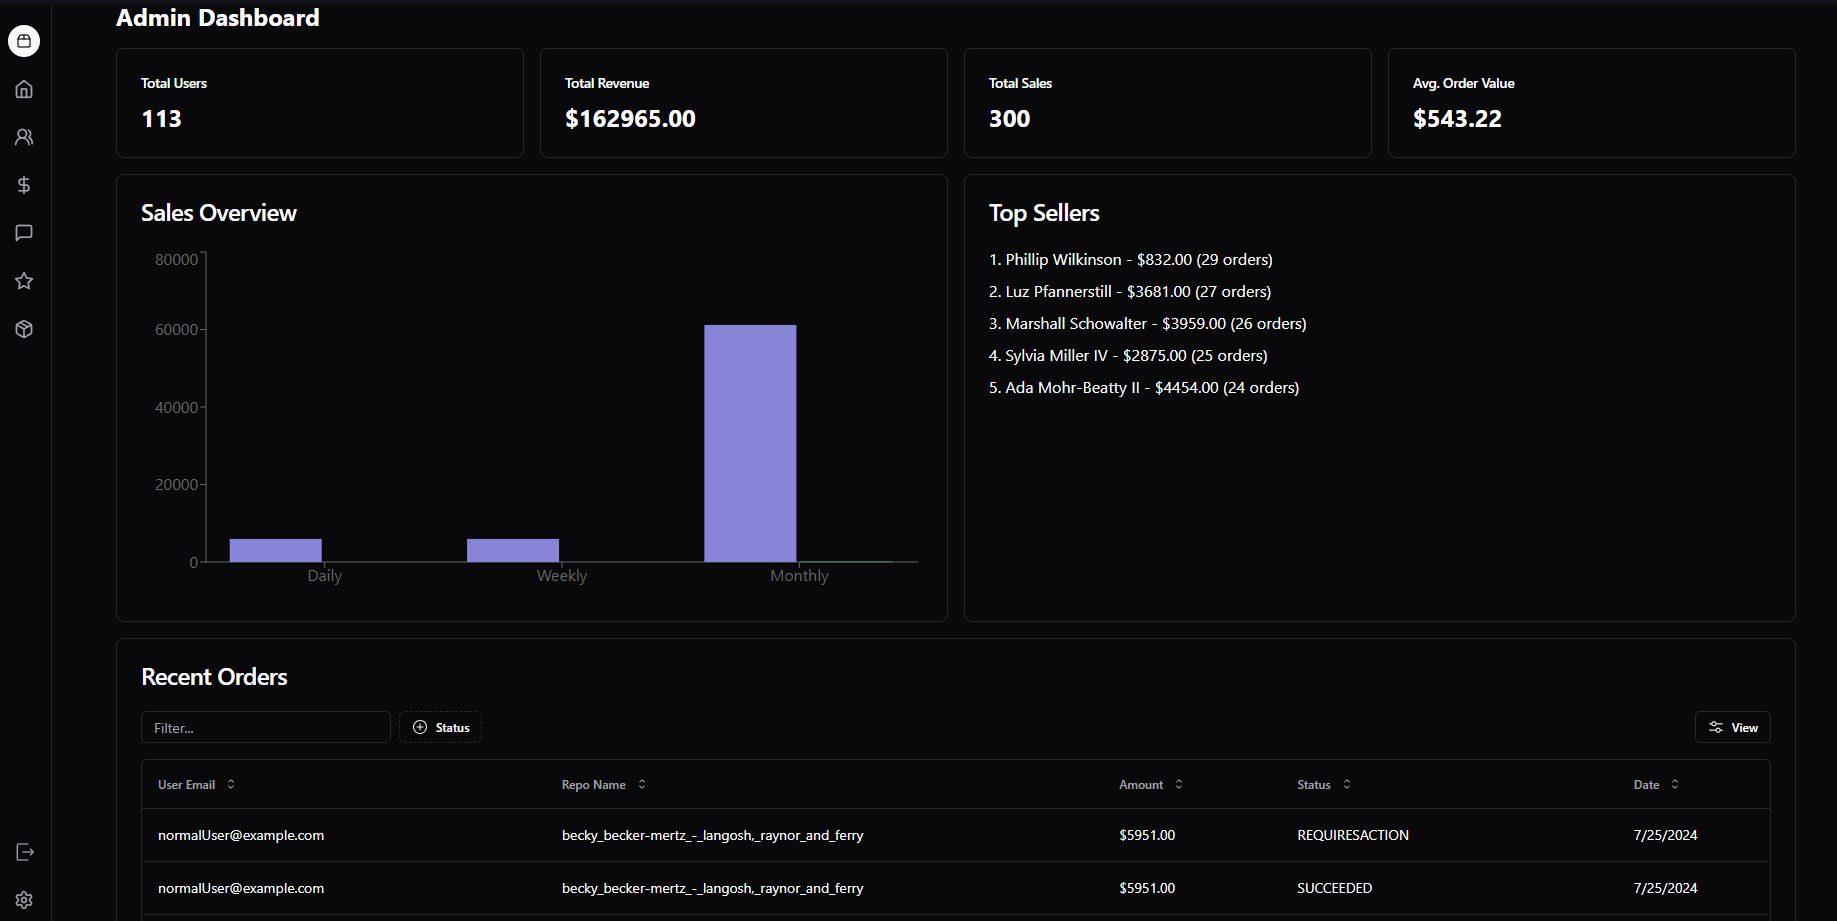 Admin Dashboard
Total Users
113
Total Revenue
$162965.00
Total Sales
300
Avg. Order Value
$543.22
Sales Overview
80000
60000
40000
20000
0
Daily Weekly Monthly
Top Sellers
1. Phillip Wilkinson - $832.00 (29 orders)
2. Luz Pfannerstill - $3681.00 (27 orders)
3. Marshall Schowalter - $3959.00 (26 orders)
4. Sylvia Miller IV - $2875.00 (25 orders)
5. Ada Mohr-Beatty II - $4454.00 (24 orders)
Recent Orders
Filter... Status View
User Email Repo Name Amount Status Date
normalUser@example.com becky_becker-mertz_-_langosh,_raynor_and_ferry $5951.00 REQUIRESACTION 7/25/2024
normalUser@example.com becky_becker-mertz_-_langosh,_raynor_and_ferry $5951.00 SUCCEEDED 7/25/2024